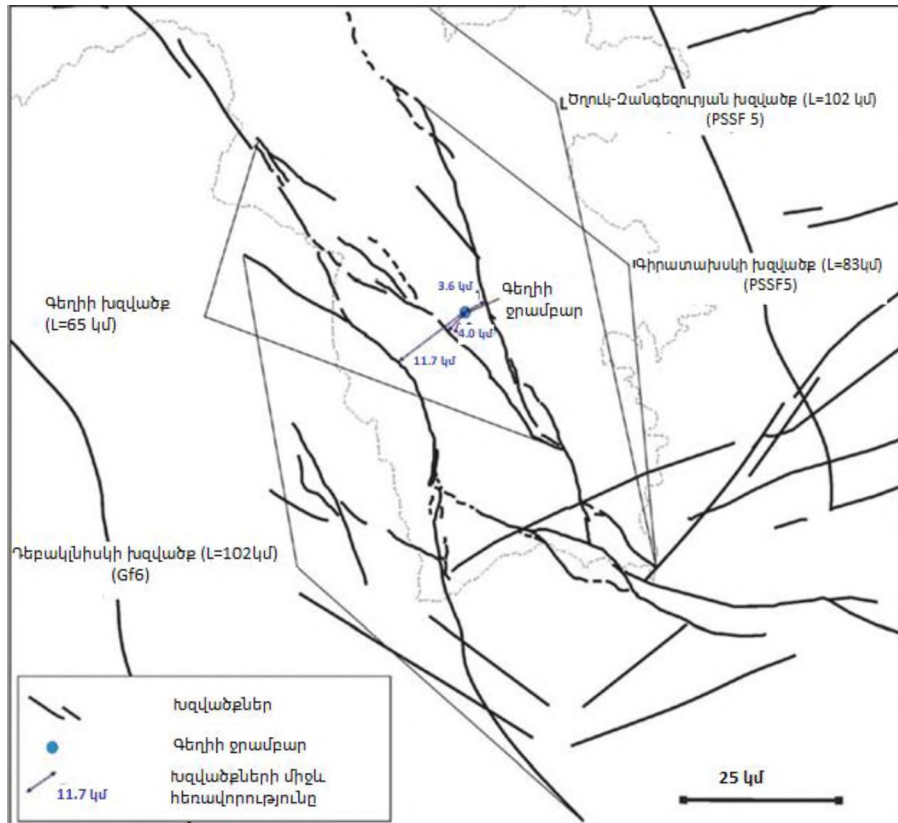 Ծղուկ-Զանգեզուրյան խզվածք (L=102 կմ)
(PSSF 5)
Գիրատախսկի խզվածք (L=83կմ)
(PSSF5)
3.6 կմ
Գեղիի
ջրամբար
Գեղիի խզվածք
(L=65 կմ)
4.0 կմ
11.7 կմ
Դեբակլնիսկի խզվածք (L=102կմ)
(Gf6)
Խզվածքներ
Գեղիի ջրամբար
11.7 կմ
Խզվածքների միջև
հեռավորությունը
25 կմ